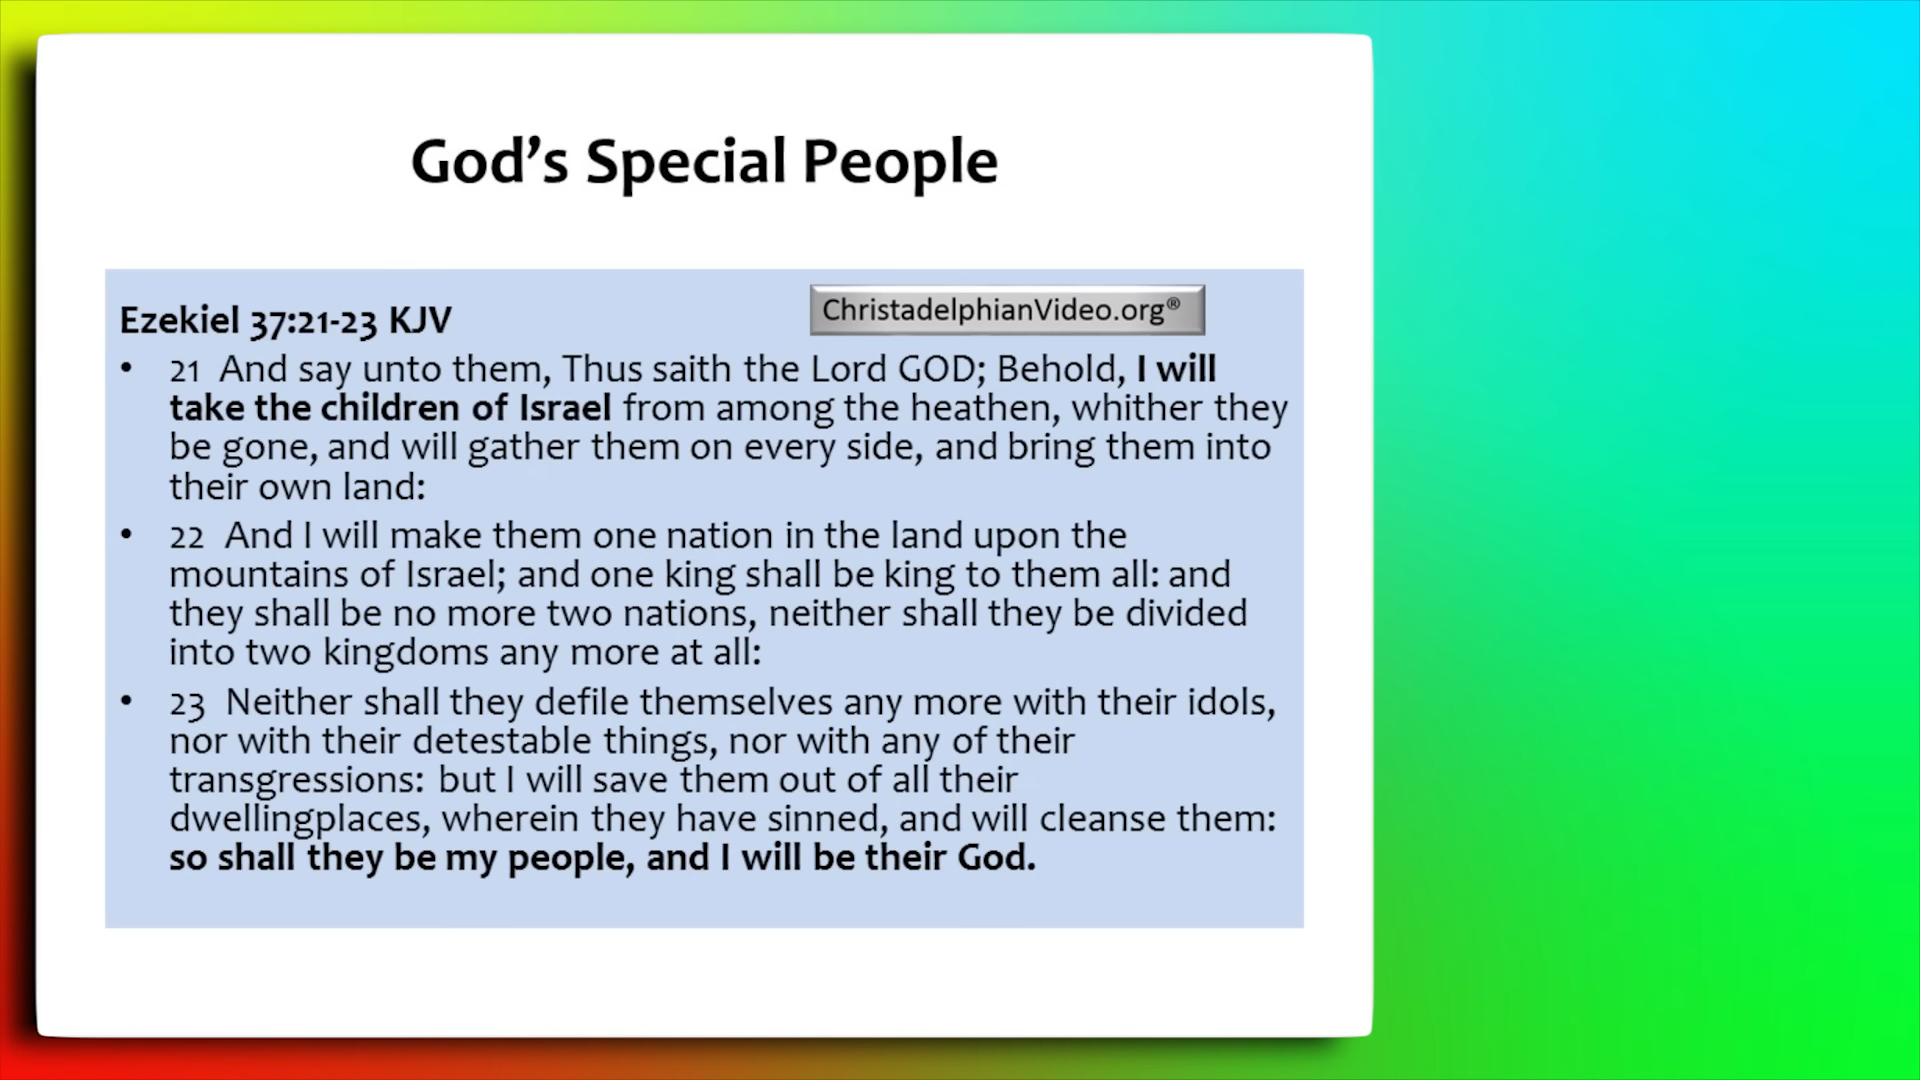 God’s Special People
Ezekiel 37:21-23 KJV
ChristadelphianVideo.org®
• 21 And say unto them, Thus saith the Lord GOD; Behold, I will
take the children of Israel from among the heathen, whither they
be gone, and will gather them on every side, and bring them into
their own land:
• 22 And I will make them one nation in the land upon the
mountains of Israel; and one king shall be king to them all: and
they shall be no more two nations, neither shall they be divided
into two kingdoms any more at all:
• 23 Neither shall they defile themselves any more with their idols,
nor with their detestable things, nor with any of their
transgressions: but I will save them out of all their
dwellingplaces, wherein they have sinned, and will cleanse them:
so shall they be my people, and I will be their God.